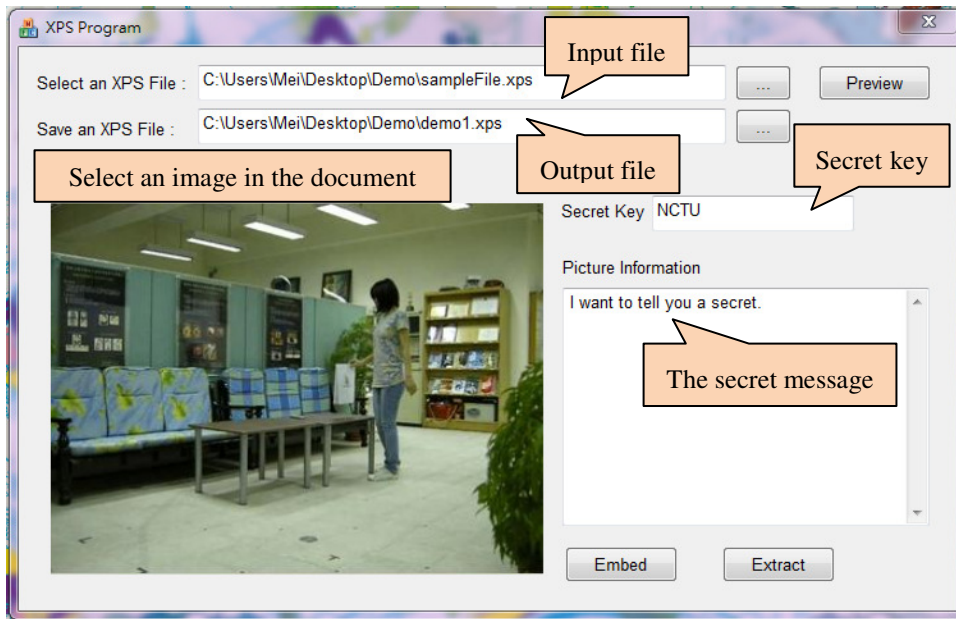 XPS Program
Input file
Select an XPS File : C:\Users\Mei\Desktop\Demo\sampleFile.xps ... Preview
Save an XPS File : C:\Users\Mei\Desktop\Demo\demo1.xps ...
Output file
Secret key
Select an image in the document
Secret Key NCTU
Picture Information
I want to tell you a secret.
The secret message
Embed Extract